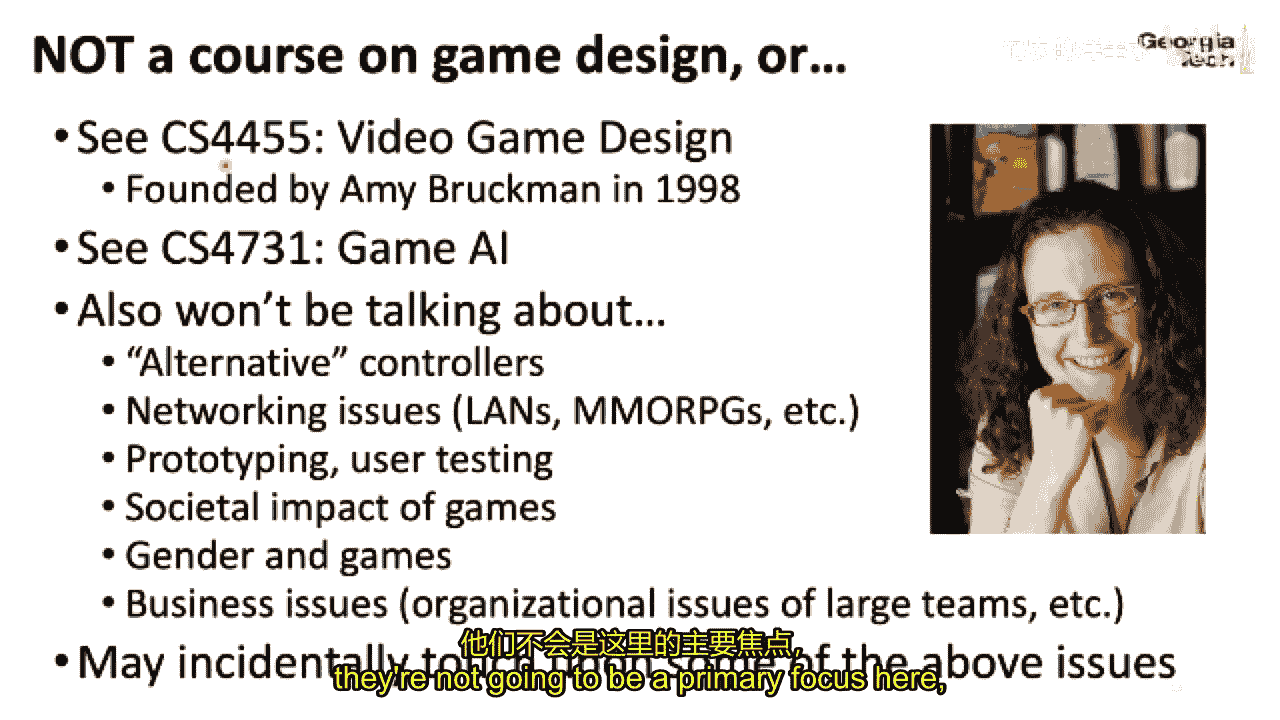 NOT a course on game design, or...
Georgia
Tech
•See CS4455: Video Game Design
• Founded by Amy Bruckman in 1998
•See CS4731: Game AI
•Also won't be talking about...
• "Alternative" controllers
• Networking issues (LANs, MMORPGs, etc.)
• Prototyping, user testing
• Societal impact of games
• Gender and games
• Business issues (organizational issues of large teams, etc.)
•May incidentally touch upon some of the above issues
他们不会是这里的主要焦点，
they're not going to be a primary focus here,